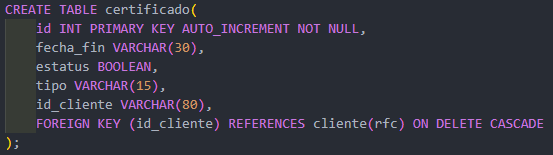 CREATE TABLE certificado(
    id INT PRIMARY KEY AUTO_INCREMENT NOT NULL,
    fecha_fin VARCHAR(30),
    estatus BOOLEAN,
    tipo VARCHAR(15),
    id_cliente VARCHAR(80),
    FOREIGN KEY (id_cliente) REFERENCES cliente(rfc) ON DELETE CASCADE
);